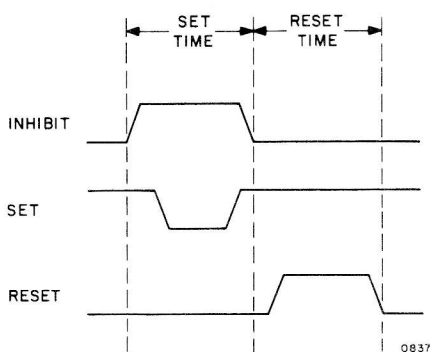 SET TIME
RESET TIME
INHIBIT
SET
RESET
0837